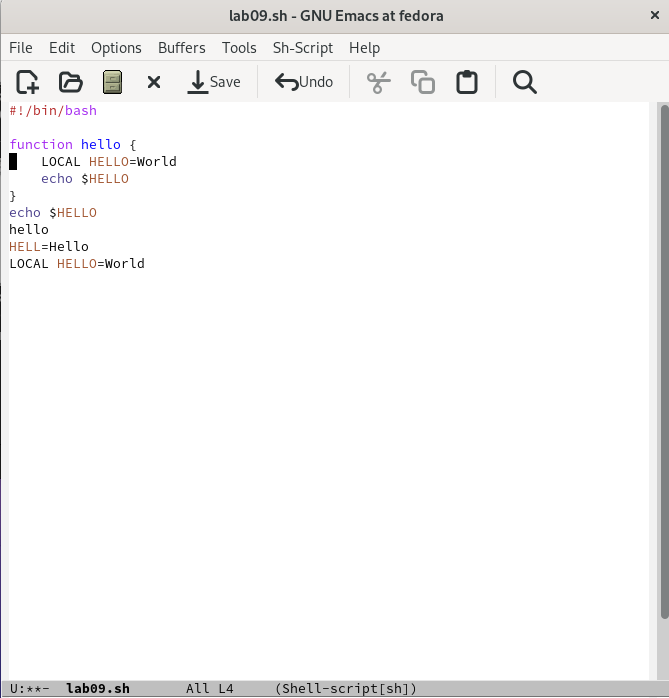 lab09.sh - GNU Emacs at fedora
File Edit Options Buffers Tools Sh-Script Help
Save Undo
#!/bin/bash
function hello {
LOCAL HELLO=World
echo $HELLO
}
echo $HELLO
hello
HELL=Hello
LOCAL HELLO=World
U:**- lab09.sh All L4 (Shell-script[sh])